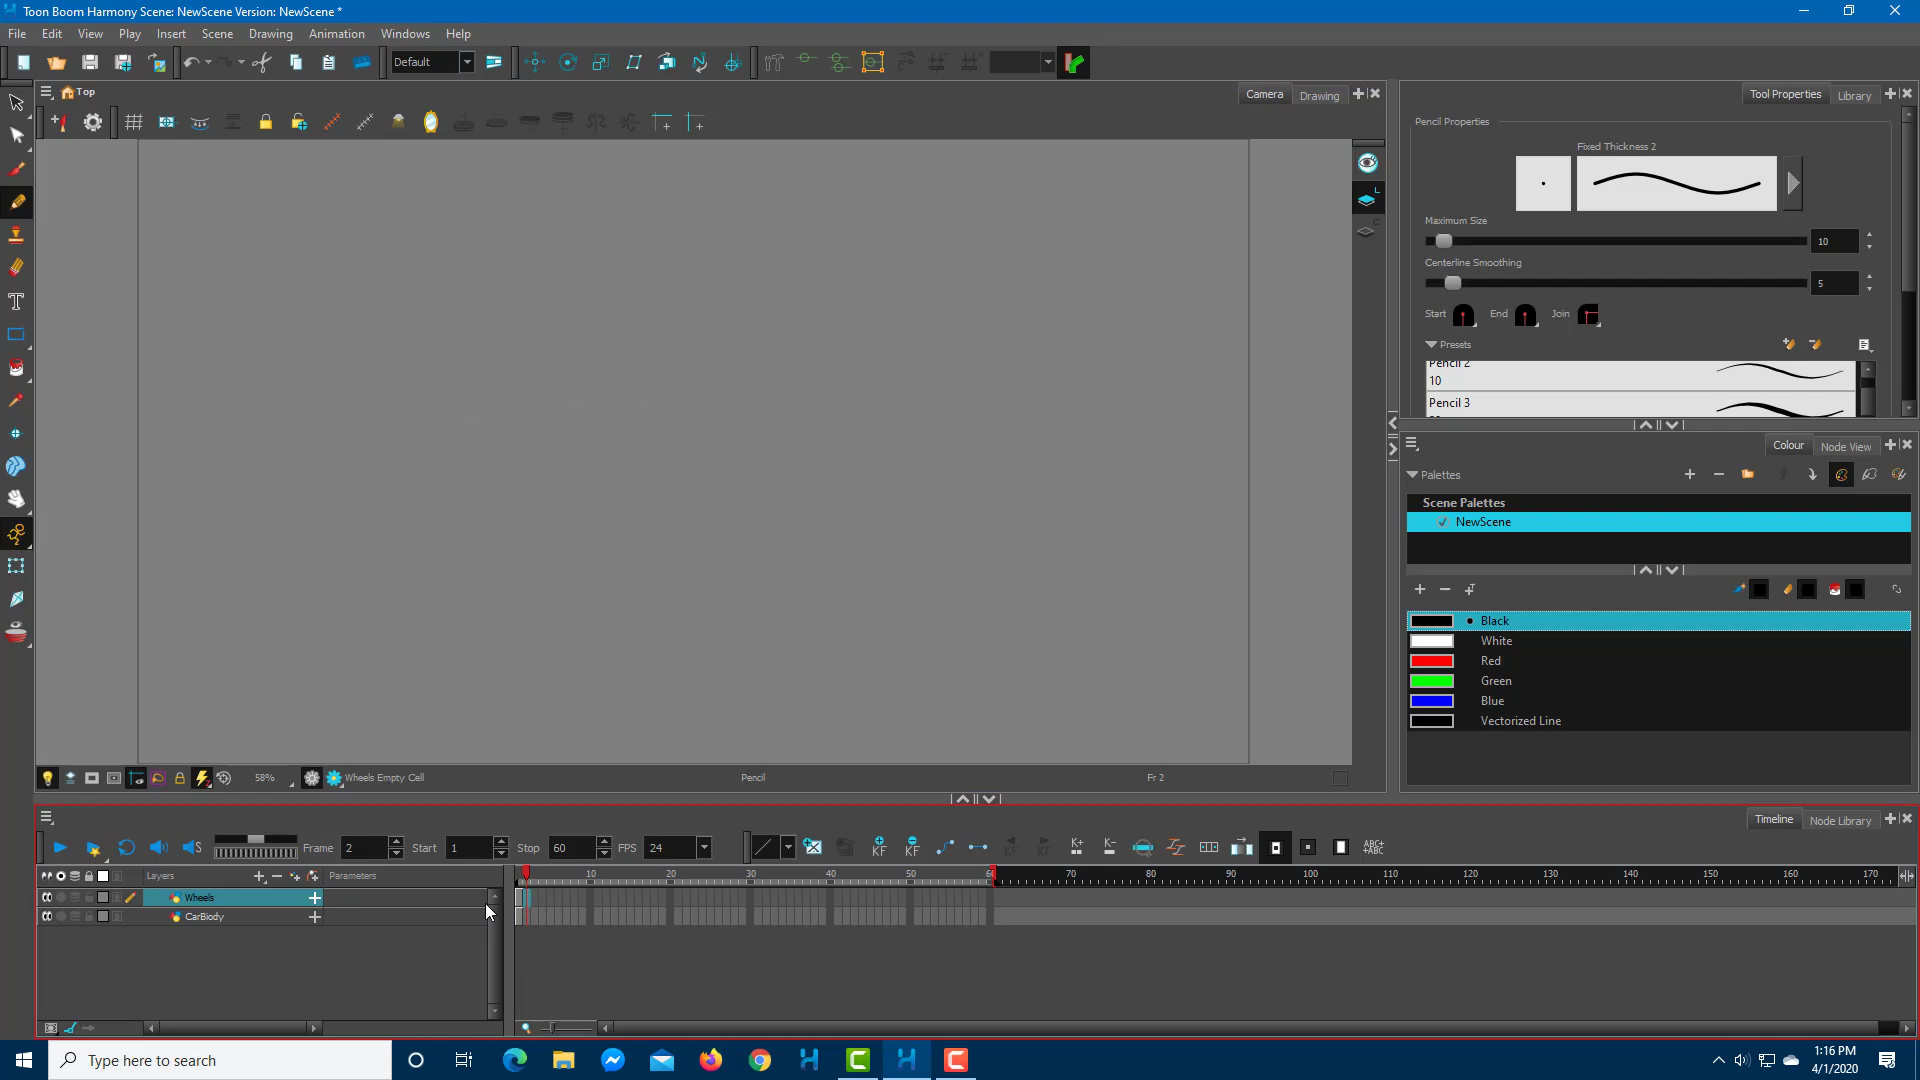 Toon Boom Harmony Scene: NewScene Version: NewScene *
File Edit View Play Insert Scene Drawing Animation Windows Help
Default
Top
Camera Drawing
Tool Properties Library
Pencil Properties
Fixed Thickness 2
Maximum Size
10
Centerline Smoothing
5
Start End Join
Presets
Pencil 2
10
Pencil 3
Colour Node View
Palettes
Scene Palettes
NewScene
Black
White
Red
Green
Blue
Vectorized Line
58% Wheels Empty Cell Pencil Fr 2
Timeline Node Library
Frame 2 Start 1 Stop 60 FPS 24
Layers Parameters
10 20 30 40 50 60 70 80 90 100 110 120 130 140 150 160 170
Wheels
CarBiody
Type here to search
1:16 PM
4/1/2020